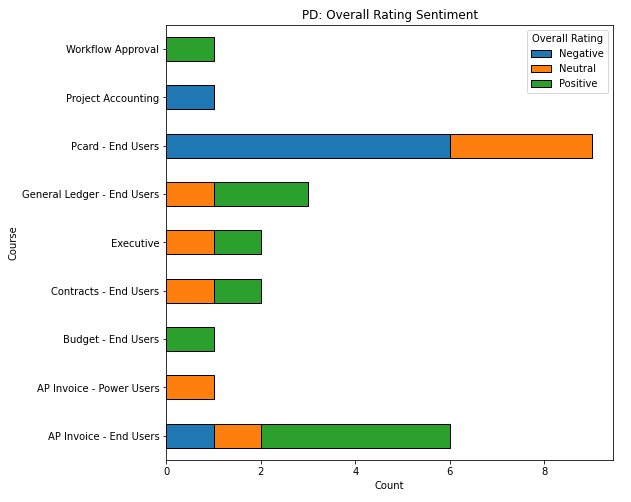 PD: Overall Rating Sentiment
Overall Rating
Negative
Neutral
Positive
Workflow Approval
Project Accounting
Pcard - End Users
General Ledger - End Users
Executive
Contracts - End Users
Budget - End Users
AP Invoice - Power Users
AP Invoice - End Users
Course
0 2 4 6 8
Count